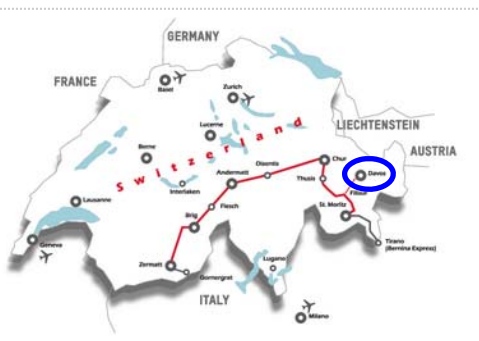 GERMANY
FRANCE
Basel
Zurich
LIECHTENSTEIN
Lucerne
AUSTRIA
Berne
Switzerland
Disentis
Chur
Davos
Andermatt
Thusis
Filisur
Interlaken
Lausanne
Fiesch
St. Moritz
Brig
Geneva
Tirano
(Bernina Express)
Zermatt
Gornergrat
Lugano
ITALY
Milano